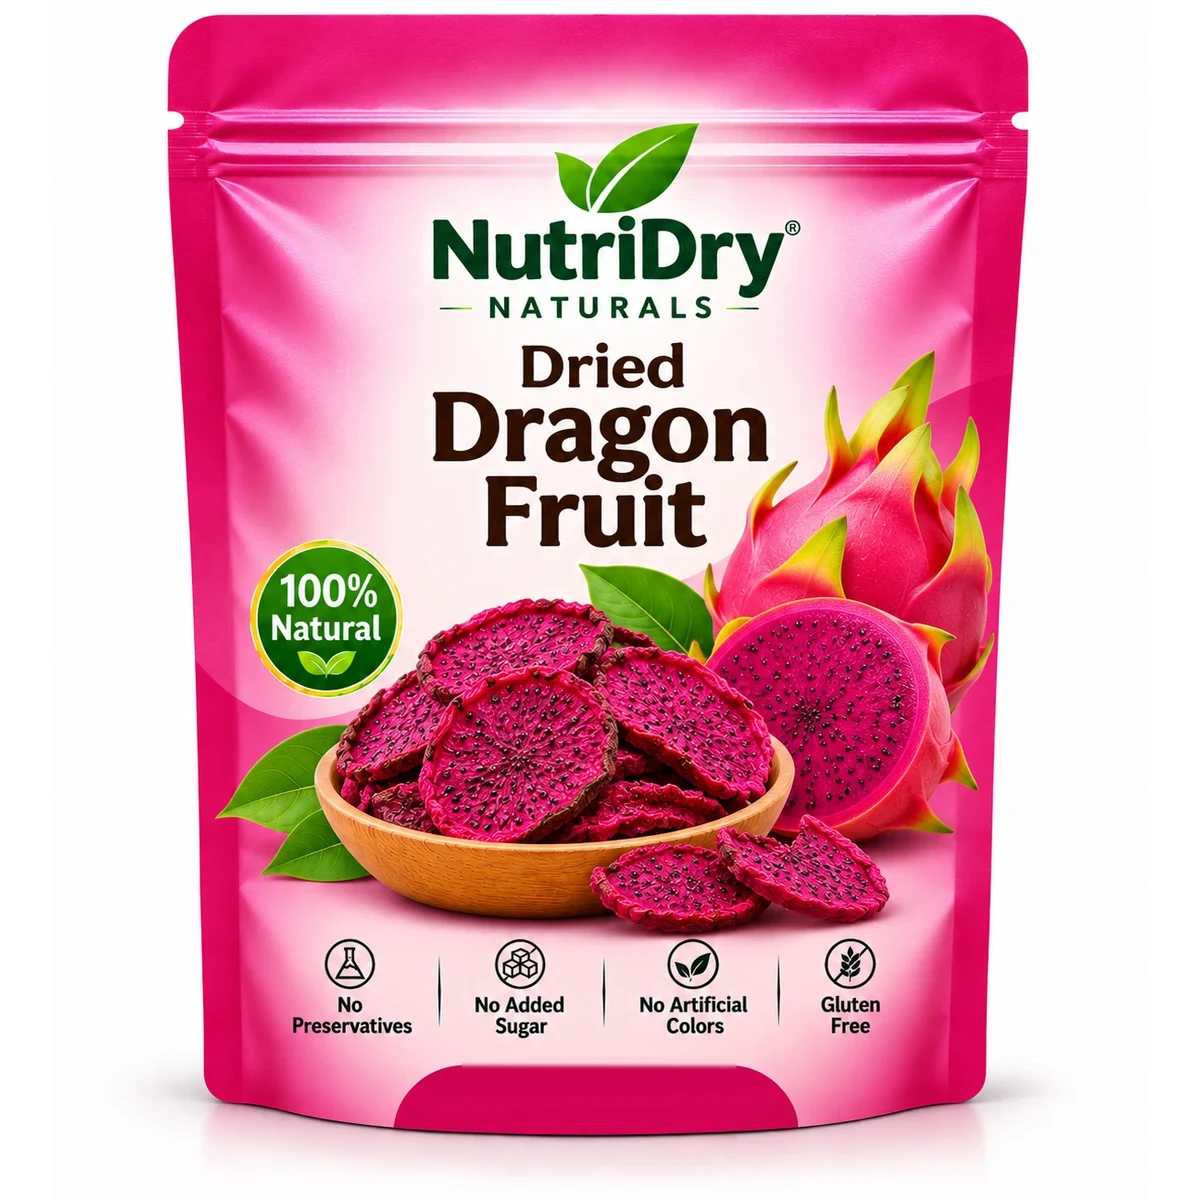 NutriDry®
NATURALS
Dried
Dragon
Fruit
100%
Natural
No
Preservatives
No Added
Sugar
No Artificial
Colors
Gluten
Free